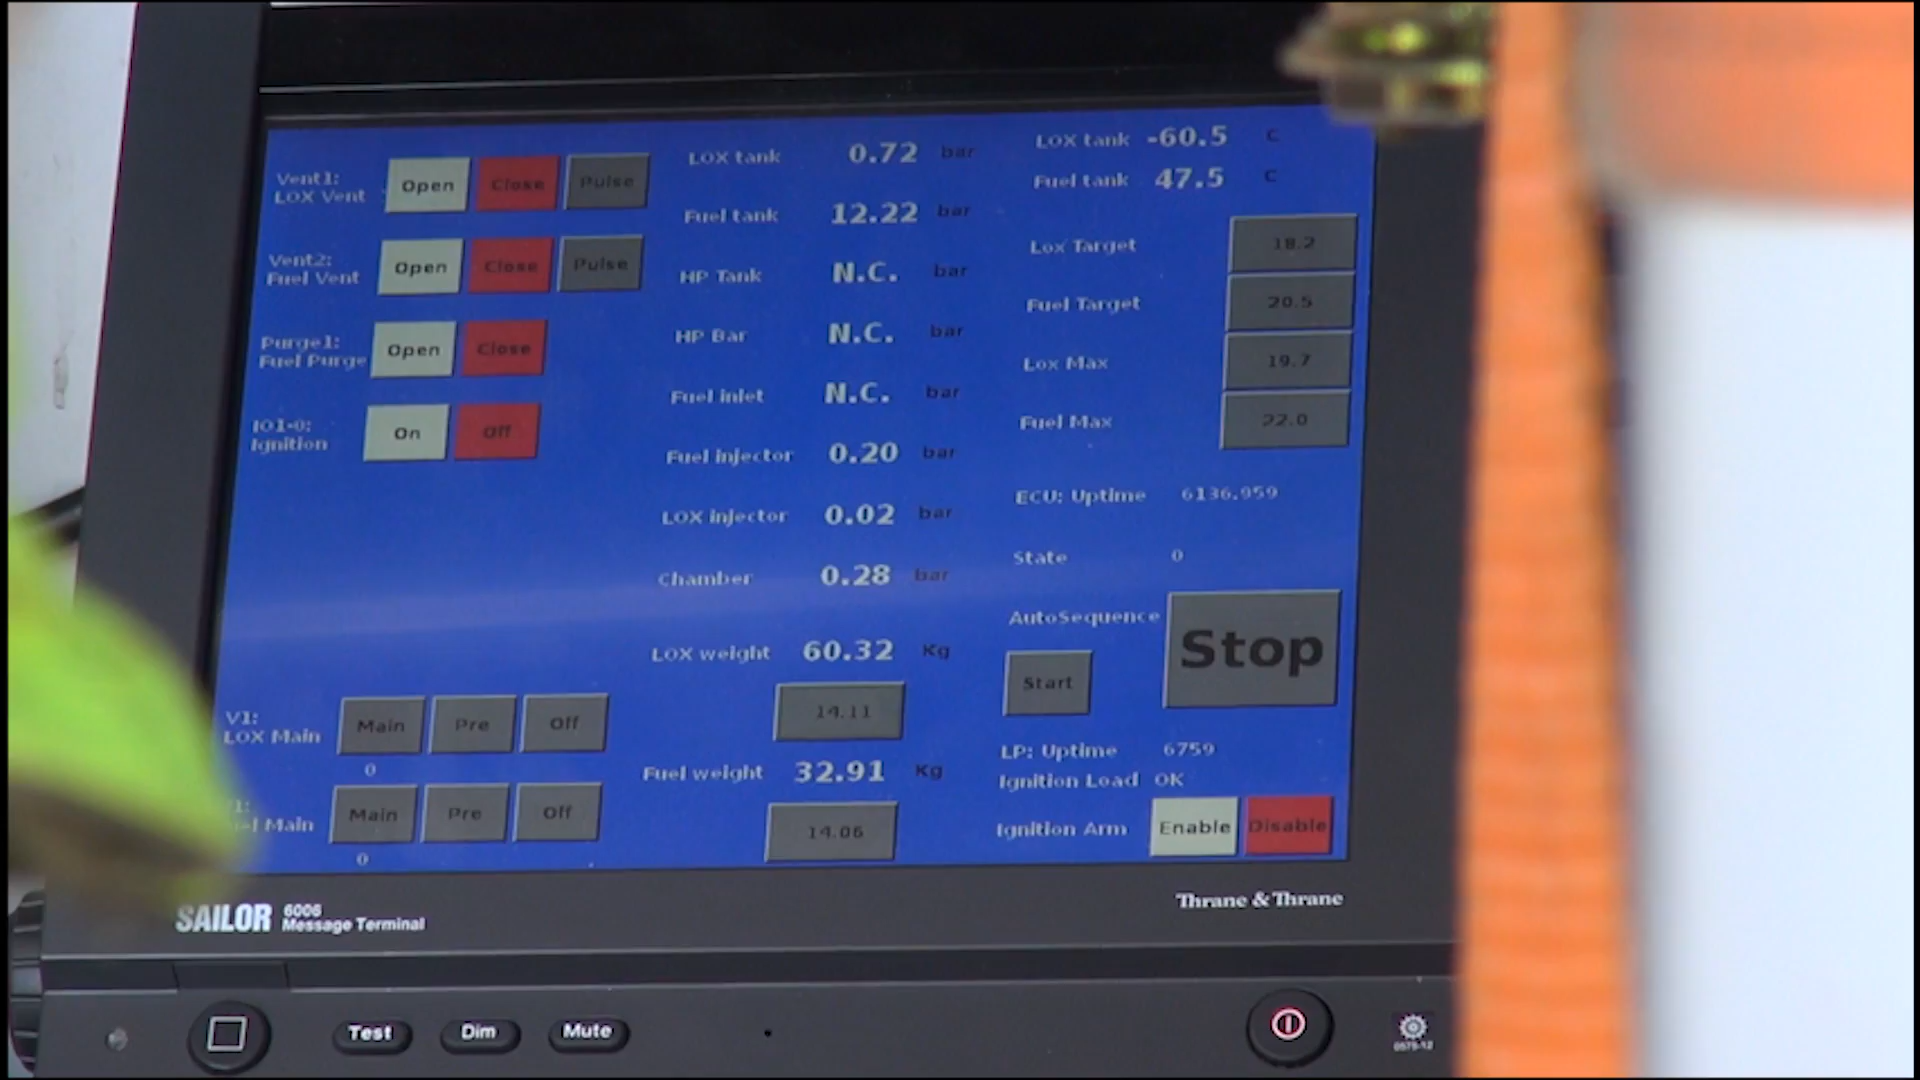 Vent1:
LOX Vent
Open
Close
Pulse
Vent2:
Fuel Vent
Open
Close
Pulse
Purge1:
Fuel Purge
Open
Close
IO1-0:
Ignition
On
Off
V1:
LOX Main
Main
Pre
Off
0
Main
Main
Pre
Off
0
LOX tank 0.72 bar
Fuel tank 12.22 bar
HP Tank N.C. bar
HP Bar N.C. bar
Fuel inlet N.C. bar
Fuel injector 0.20 bar
LOX injector 0.02 bar
Chamber 0.28 bar
LOX weight 60.32 Kg
14.11
Fuel weight 32.91 Kg
14.06
LOX tank -60.5 C
Fuel tank 47.5 C
Lox Target 18.2
Fuel Target 20.5
Lox Max 19.7
Fuel Max 22.0
ECU: Uptime 6136.959
State 0
AutoSequence
Start
Stop
LP: Uptime 6759
Ignition Load OK
Ignition Arm Enable Disable
SAILOR 6006
Message Terminal
Thrane & Thrane
Test Dim Mute